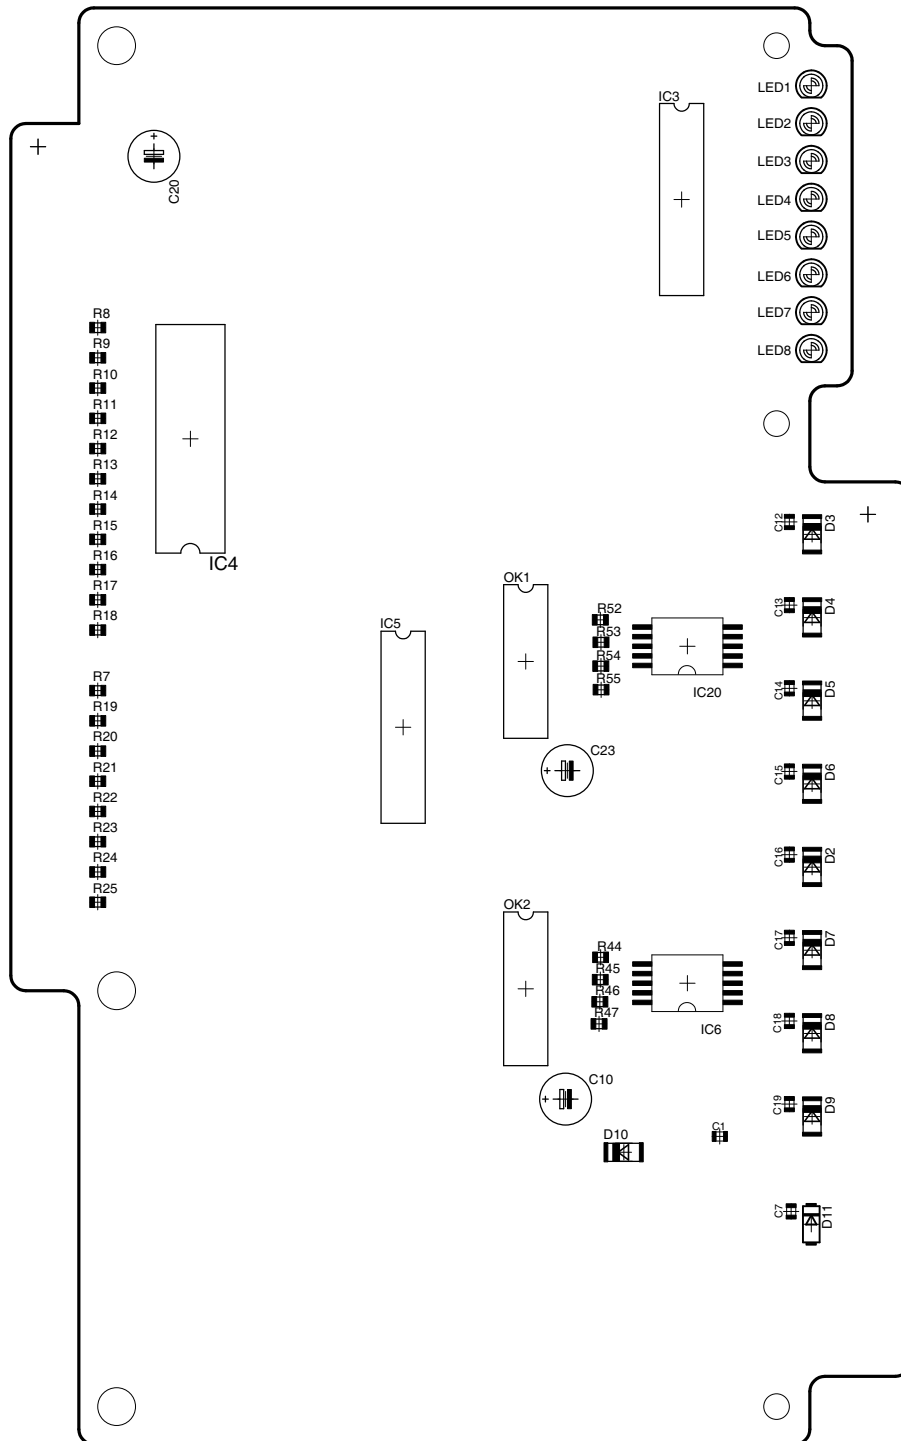 LED1
IC3
LED2
+
LED3
C20
LED4
LED5
LED6
R8
LED7
R9
LED8
R10
R11
R12
R13
R14
C12
D3
R15
R16
IC4
R17
OK1
C13
D4
R18
R52
IC5
R53
R54
R55
R7
IC20
C14
D5
R19
R20
C23
+
C15
D6
R21
R22
R23
C16
D2
R24
R25
OK2
C17
D7
R44
R45
R46
R47
IC6
C18
D8
C10
+
C19
D9
D10
C1
C7
D11